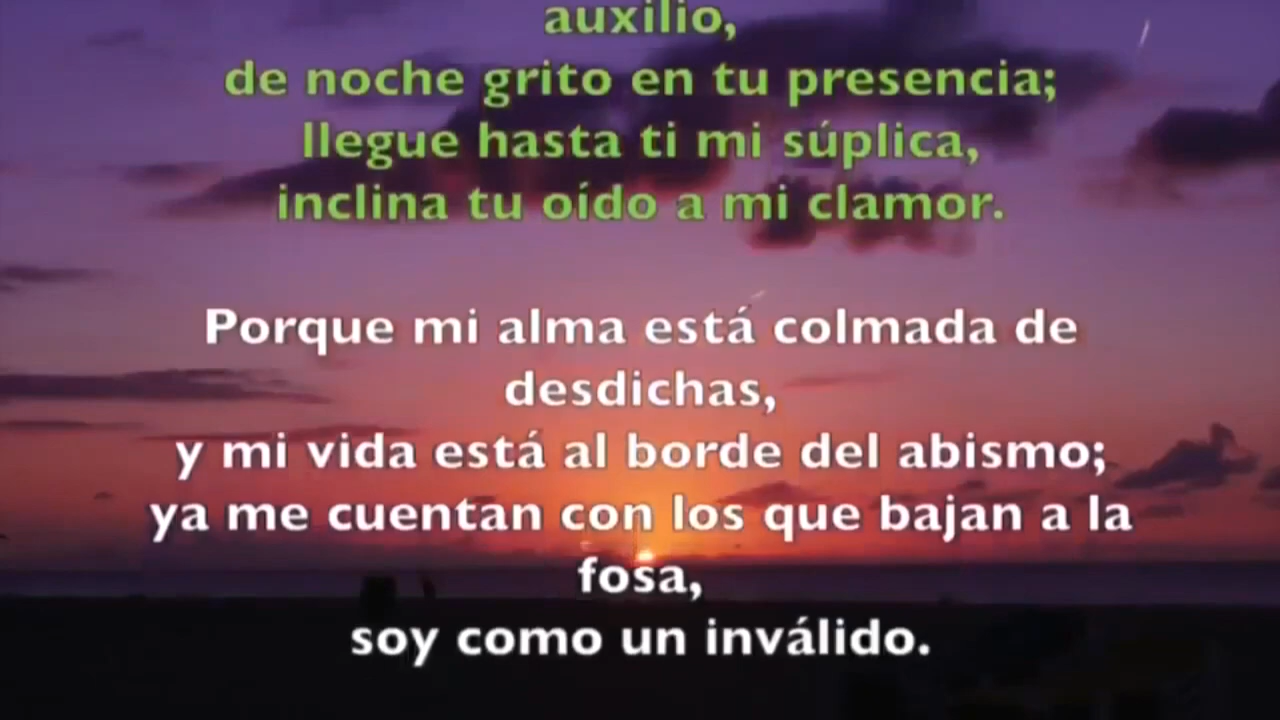 auxilio,
de noche grito en tu presencia;
llegue hasta ti mi súplica,
inclina tu oído a mi clamor.
Porque mi alma está colmada de
desdichas,
y mi vida está al borde del abismo;
ya me cuentan con los que bajan a la
fosa,
soy como un inválido.